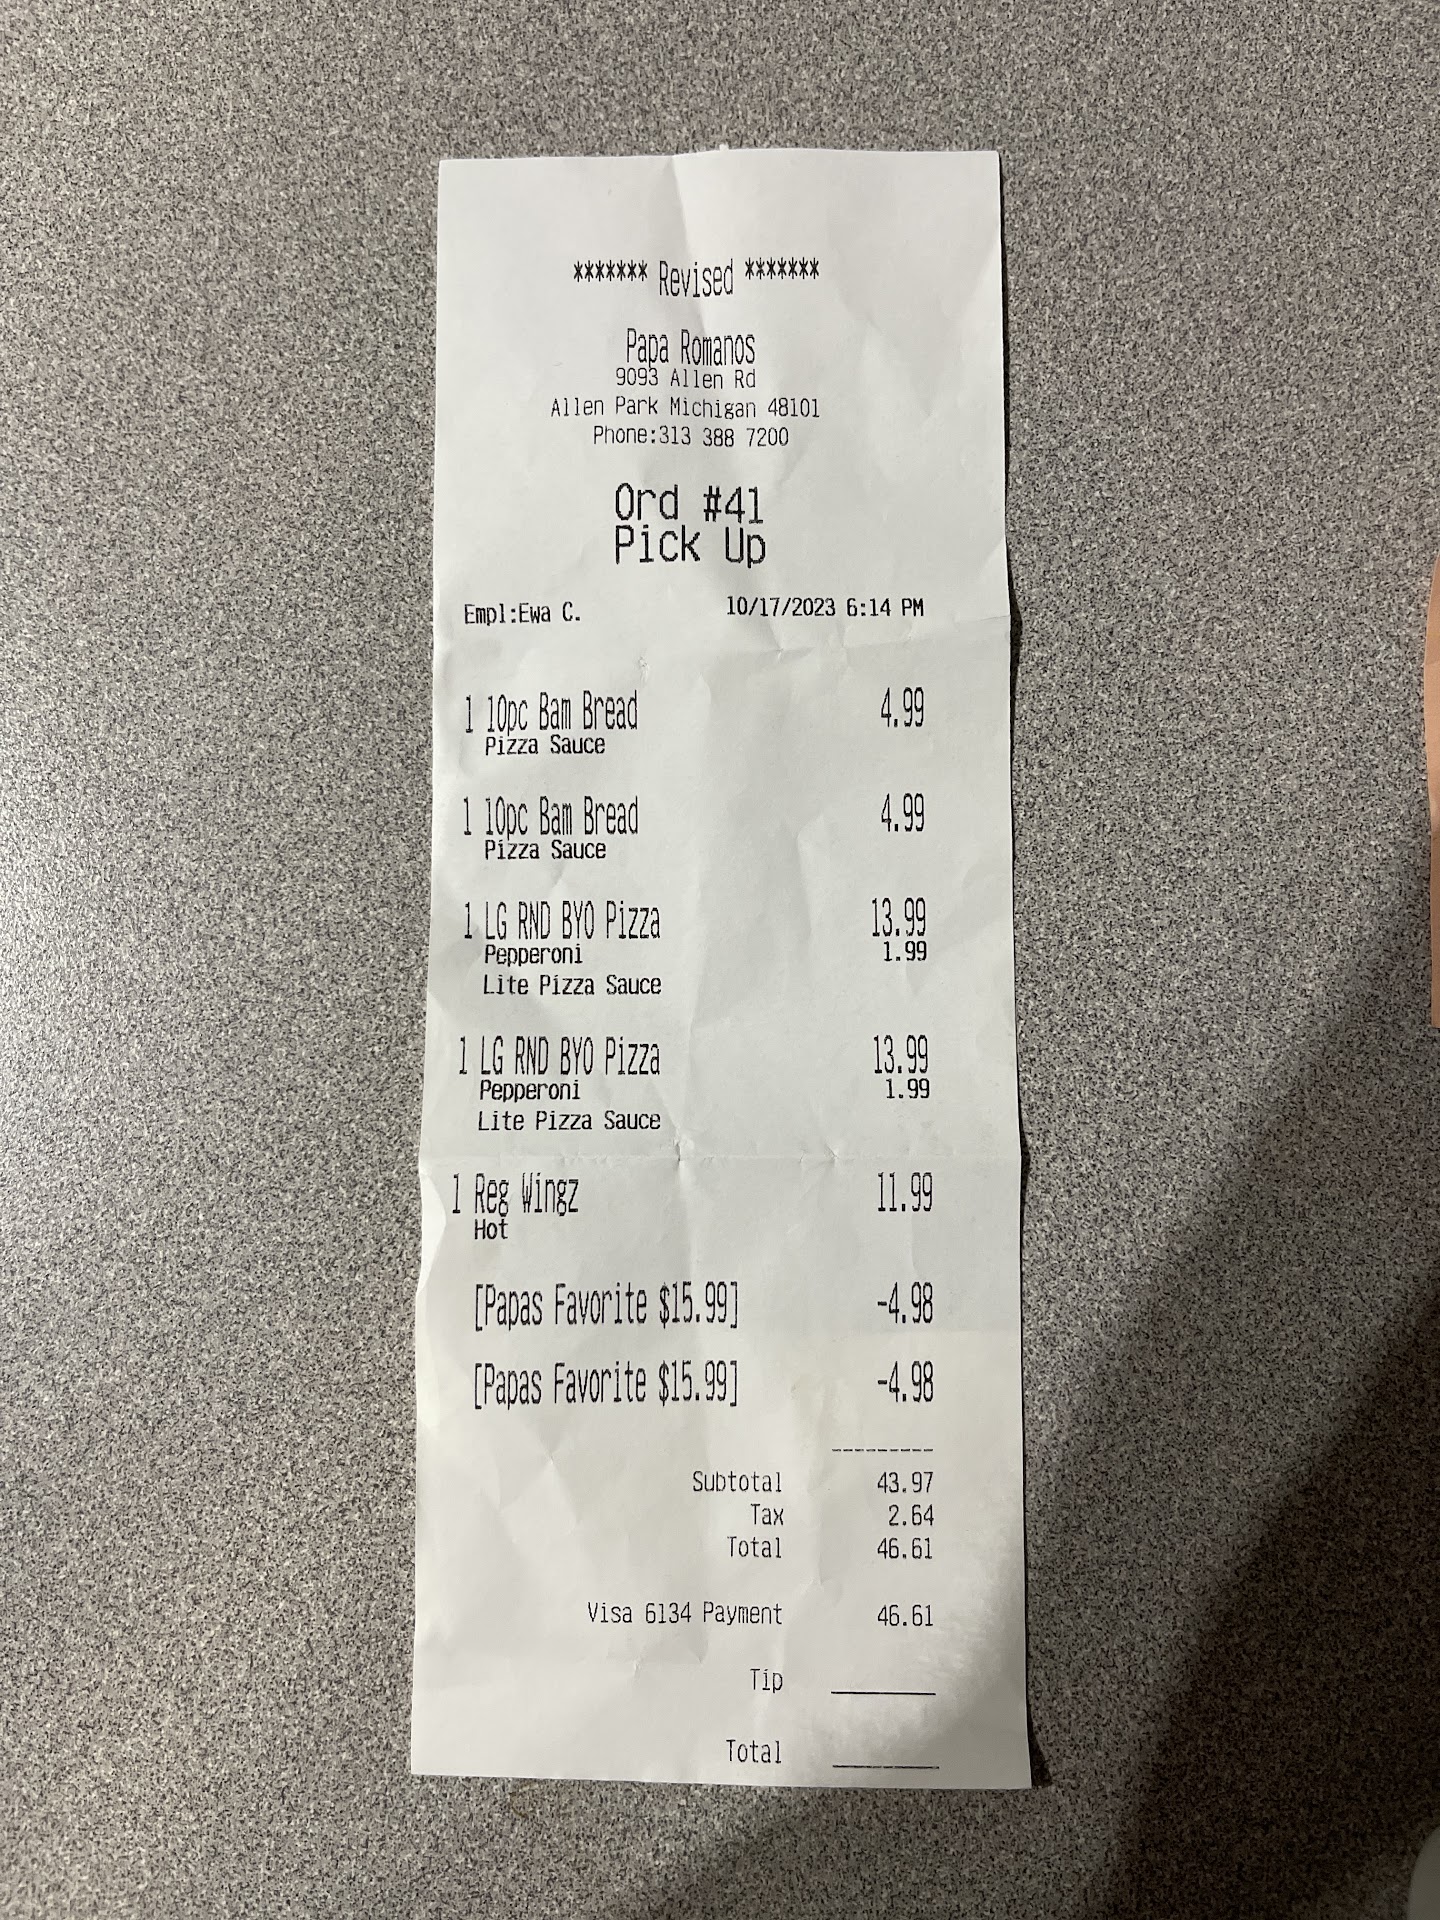 ******* Revised *******
Papa Romanos
9093 Allen Rd
Allen Park Michigan 48101
Phone:313 388 7200
Ord #41
Pick Up
Empl:Ewa C. 10/17/2023 6:14 PM
1 10pc Bam Bread 4.99
Pizza Sauce
1 10pc Bam Bread 4.99
Pizza Sauce
1 LG RND BYO Pizza 13.99
Pepperoni 1.99
Lite Pizza Sauce
1 LG RND BYO Pizza 13.99
Pepperoni 1.99
Lite Pizza Sauce
1 Reg Wingz 11.99
Hot
[Papas Favorite $15.99] -4.98
[Papas Favorite $15.99] -4.98
Subtotal 43.97
Tax 2.64
Total 46.61
Visa 6134 Payment 46.61
Tip
Total